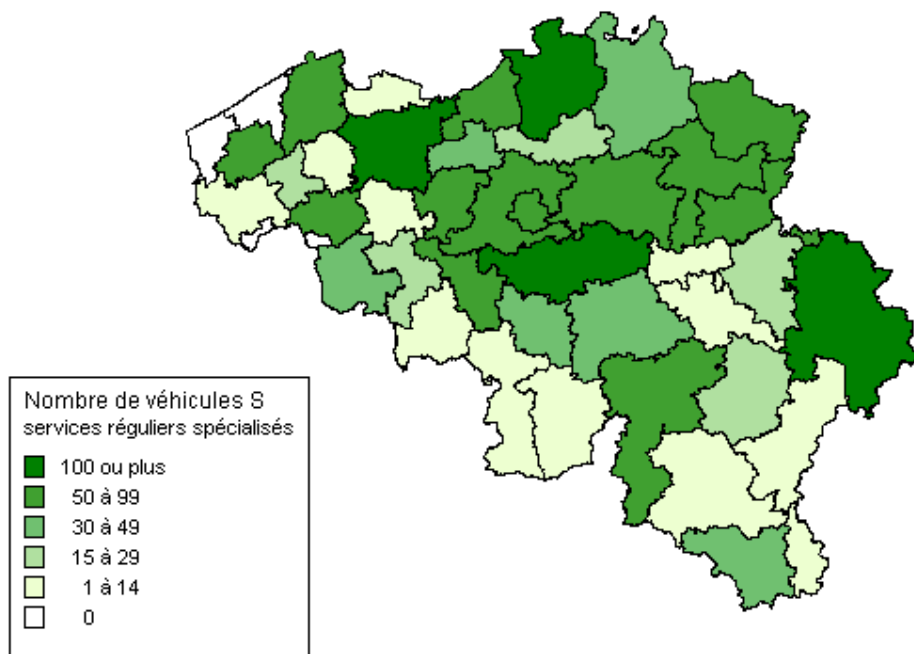 Nombre de véhicules S
services réguliers spécialisés
100 ou plus
50 à 99
30 à 49
15 à 29
1 à 14
0